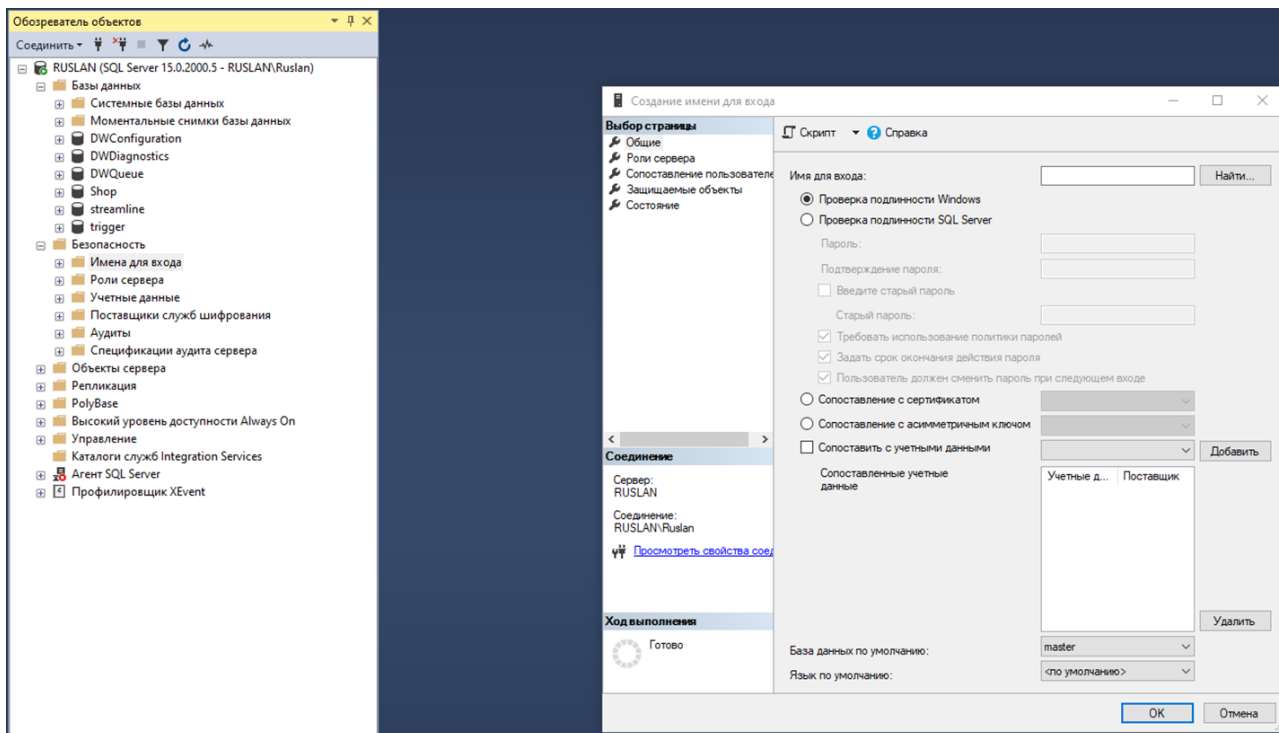 Обозреватель объектов
Соединить
RUSLAN (SQL Server 15.0.2000.5 - RUSLAN\Ruslan)
Базы данных
Системные базы данных
Моментальные снимки базы данных
DWConfiguration
DWDiagnostics
DWQueue
Shop
streamline
trigger
Безопасность
Имена для входа
Роли сервера
Учетные данные
Поставщики служб шифрования
Аудиты
Спецификации аудита сервера
Объекты сервера
Репликация
PolyBase
Высокий уровень доступности Always On
Управление
Каталоги служб Integration Services
Агент SQL Server
Профилировщик XEvent
Создание имени для входа
Выбор страницы
Общие
Роли сервера
Сопоставление пользователе
Защищаемые объекты
Состояние
Соединение
Сервер:
RUSLAN
Соединение:
RUSLAN\Ruslan
Просмотреть свойства соед
Ход выполнения
Готово
Скрипт
Справка
Имя для входа:
Найти...
Проверка подлинности Windows
Проверка подлинности SQL Server
Пароль:
Подтверждение пароля:
Введите старый пароль
Старый пароль:
Требовать использование политики паролей
Задать срок окончания действия пароля
Пользователь должен сменить пароль при следующем входе
Сопоставление с сертификатом
Сопоставление с асимметричным ключом
Сопоставить с учетными данными
Добавить
Сопоставленные учетные
данные
Учетные д... Поставщик
Удалить
База данных по умолчанию:
master
Язык по умолчанию:
<по умолчанию>
OK
Отмена